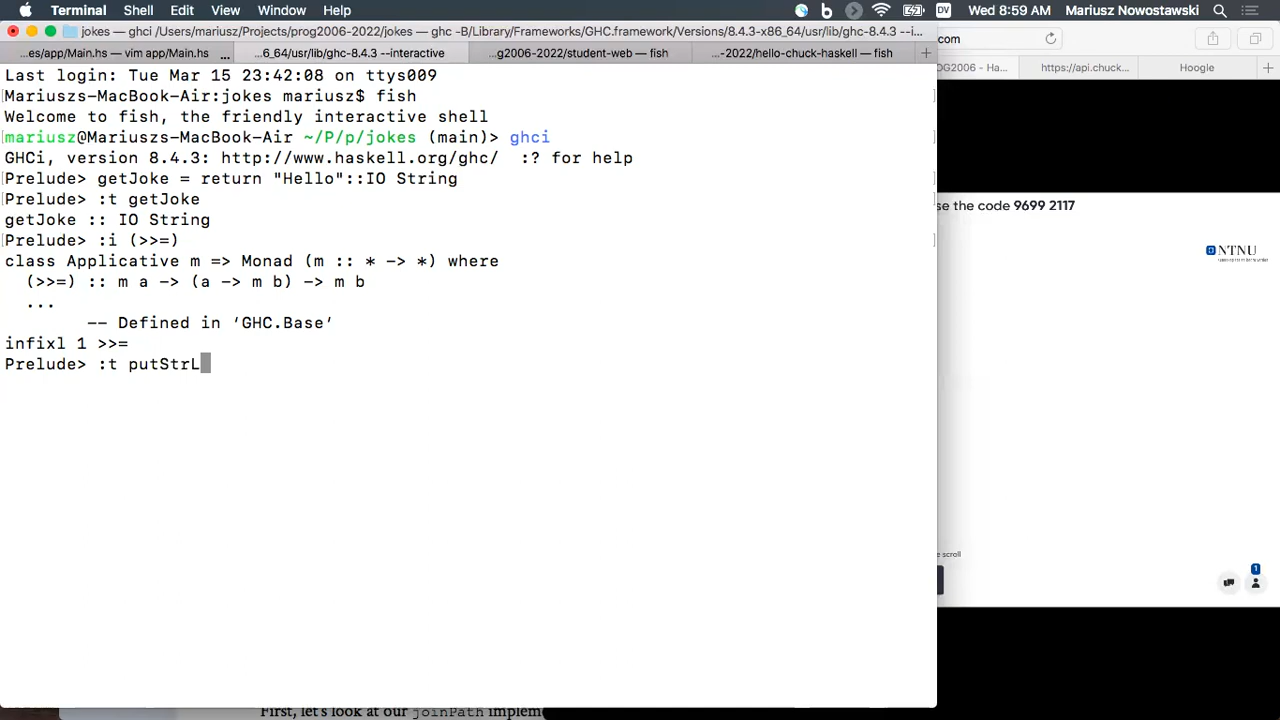 Terminal Shell Edit View Window Help DV Wed 8:59 AM Mariusz Nowostawski
jokes — ghci /Users/mariusz/Projects/prog2006-2022/jokes — ghc -B/Library/Frameworks/GHC.framework/Versions/8.4.3-x86_64/usr/lib/ghc-8.4.3 --i...
...es/app/Main.hs — vim app/Main.hs ... ...6_64/usr/lib/ghc-8.4.3 --interactive ...g2006-2022/student-web — fish ...-2022/hello-chuck-haskell — fish +
com
OG2006 - Ha... https://api.chuck... Hoogle +
Last login: Tue Mar 15 23:42:08 on ttys009
Mariuszs-MacBook-Air:jokes mariusz$ fish
Welcome to fish, the friendly interactive shell
mariusz@Mariuszs-MacBook-Air ~/P/p/jokes (main)> ghci
GHCi, version 8.4.3: http://www.haskell.org/ghc/  :? for help
Prelude> getJoke = return "Hello"::IO String
Prelude> :t getJoke
getJoke :: IO String
Prelude> :i (>>=)
class Applicative m => Monad (m :: * -> *) where
  (>>=) :: m a -> (a -> m b) -> m b
  ...
        -- Defined in ‘GHC.Base’
infixl 1 >>=
Prelude> :t putStrL
se the code 9699 2117
NTNU
e scroll
1
First, let's look at our joinPath impleme